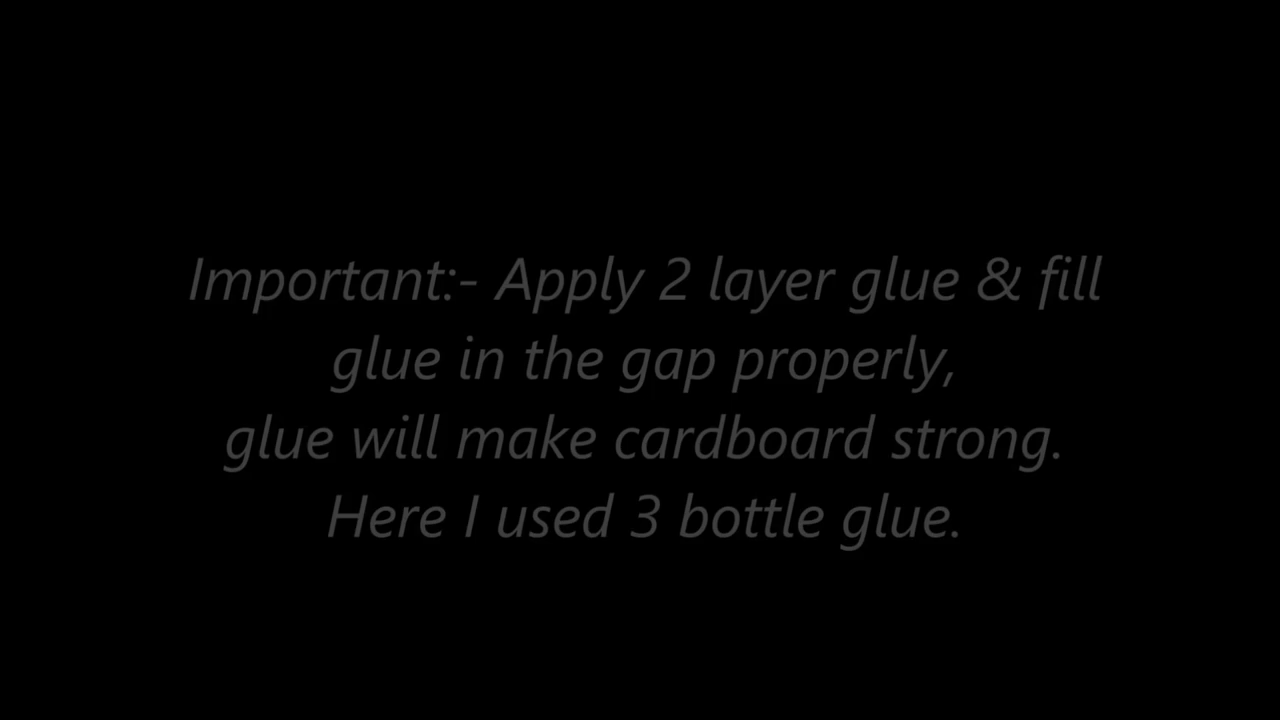 Important:- Apply 2 layer glue & fill
glue in the gap properly,
glue will make cardboard strong.
Here I used 3 bottle glue.